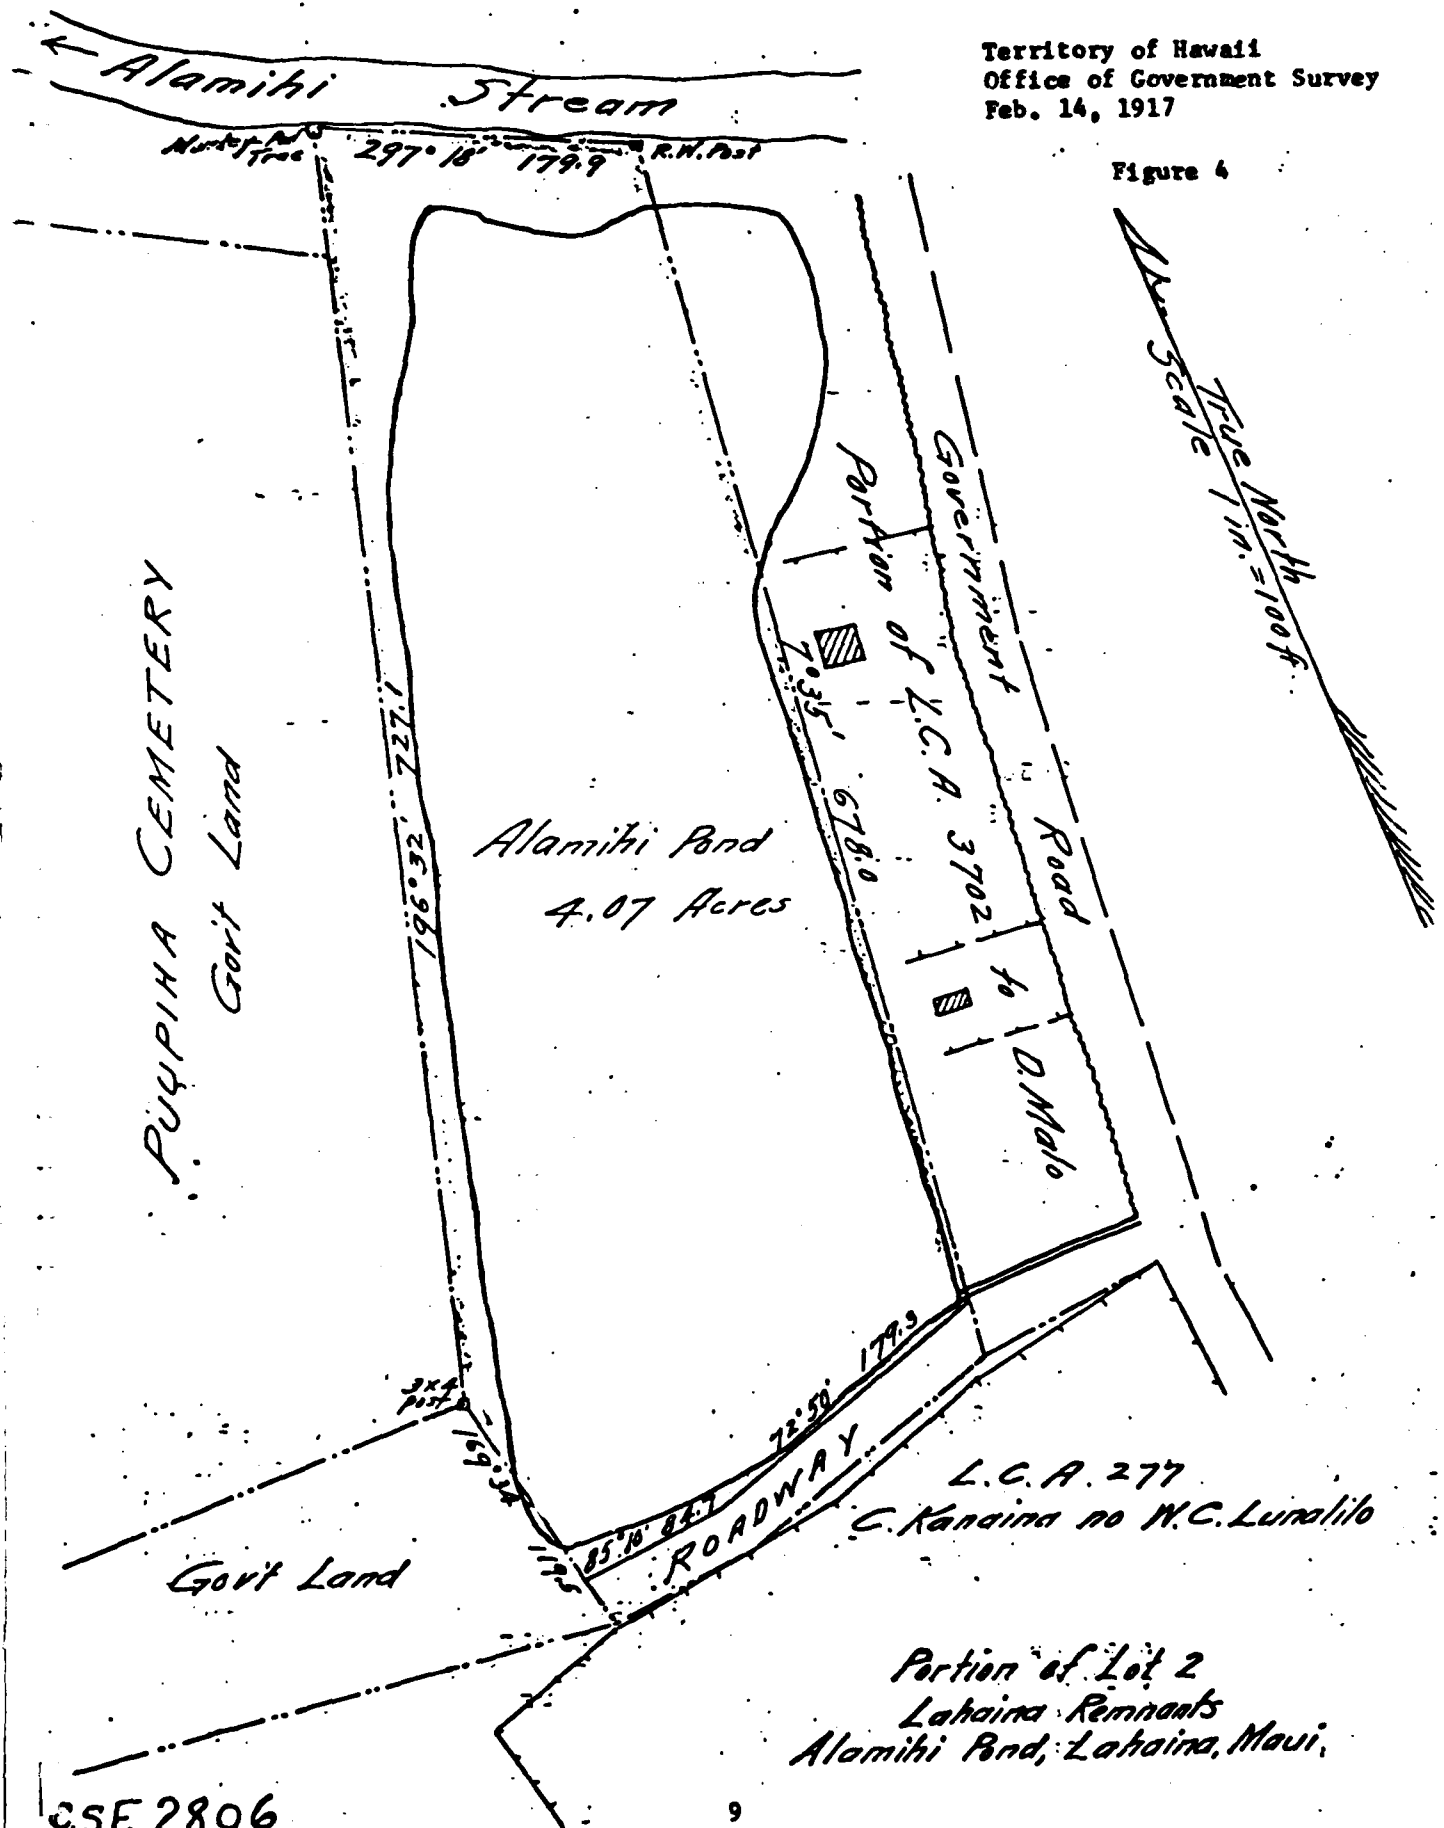 Territory of Hawaii
Office of Government Survey
Feb. 14, 1917
Figure 4
Alamihi Stream
Tree
297° 18' 179.9
R.W. Post
True North
Scale 1 in. = 100 ft.
Government Road
Portion of L.C.A. 3702 to D. Malo
7°35' 678.0
PUUPIHA CEMETERY
Gov't Land
196°32' 727.1
Alamihi Pond
4.07 Acres
3x4
post
169°34'
119.5
85°10' 84.7
72°50' 179.3
ROADWAY
L.C.A. 277
C. Kanaina no W.C. Lunalilo
Gov't Land
Portion of Lot 2
Lahaina Remnants
Alamihi Pond, Lahaina, Maui.
CSF 2806
9